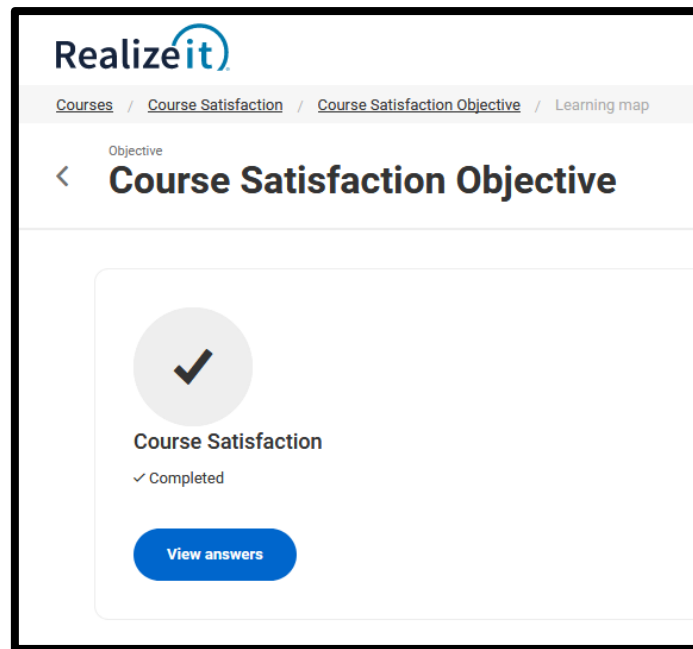 Realizeit
Courses / Course Satisfaction / Course Satisfaction Objective / Learning map
Objective
Course Satisfaction Objective
Course Satisfaction
Completed
View answers